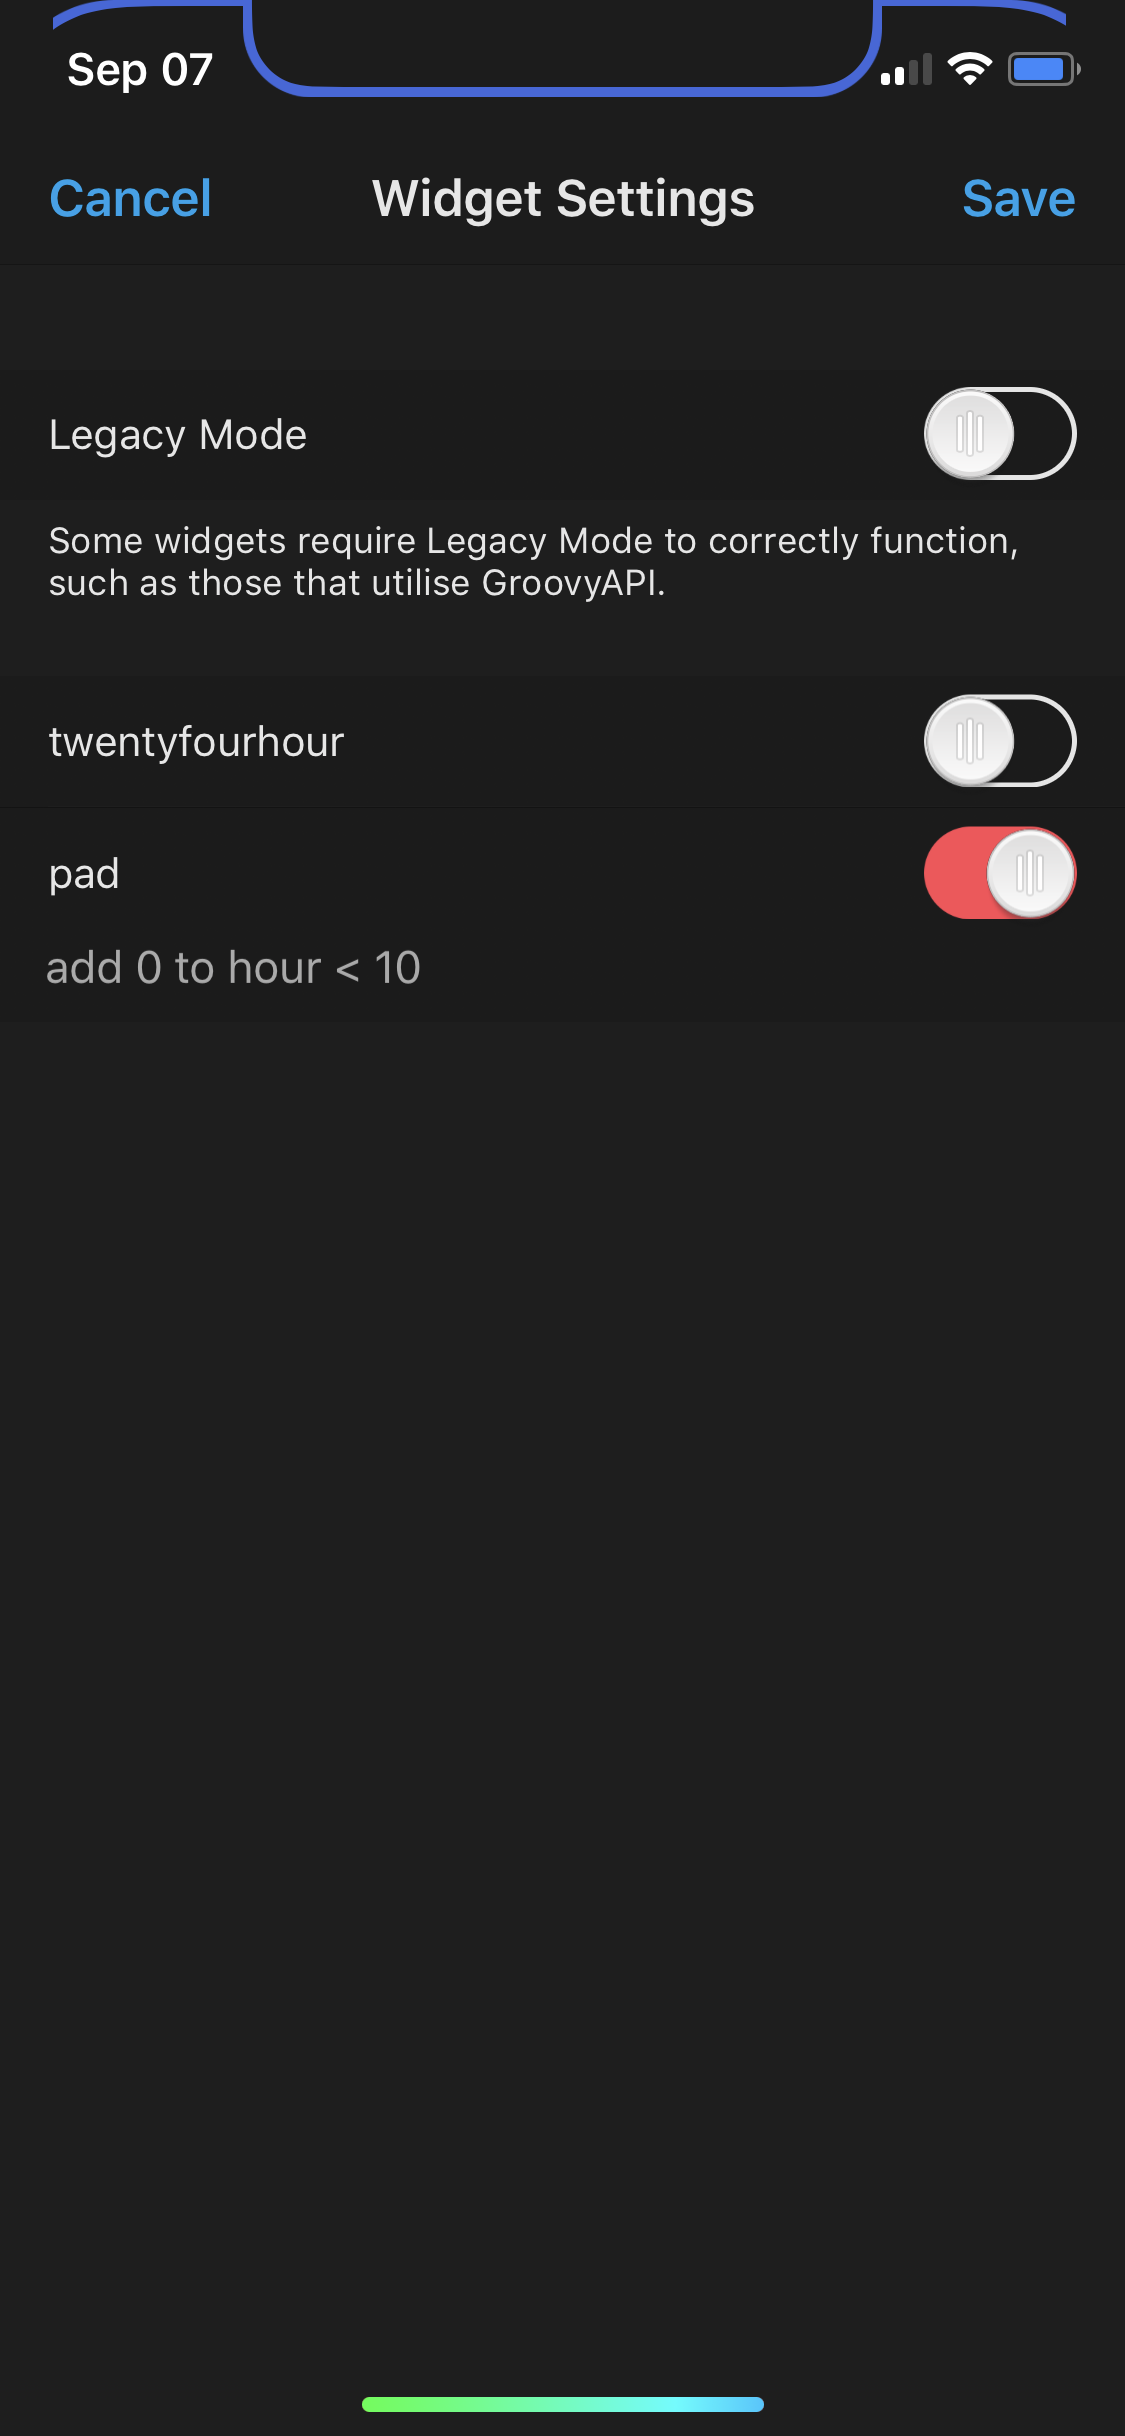 Sep 07
Cancel
Widget Settings
Save
Legacy Mode
Some widgets require Legacy Mode to correctly function,
such as those that utilise GroovyAPI.
twentyfourhour
pad
add 0 to hour < 10